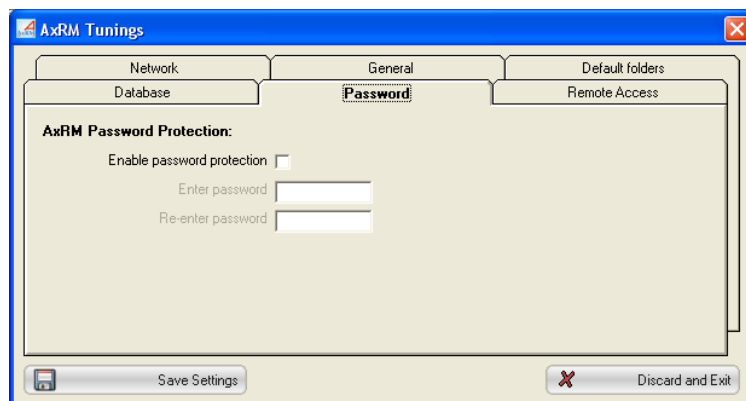 AxRM Tunings
Network General Default folders
Database Password Remote Access
AxRM Password Protection:
Enable password protection
Enter password
Re-enter password
Save Settings Discard and Exit